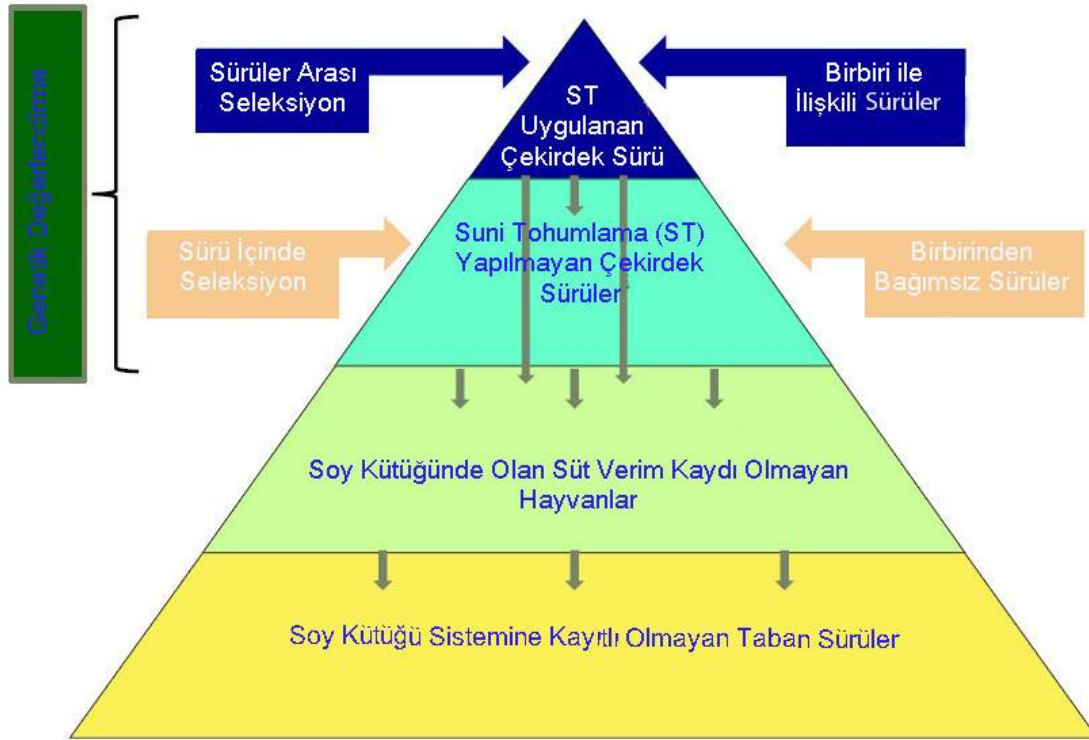 Genetik Değerlendirme
Sürüler Arası
Seleksiyon
ST
Uygulanan
Çekirdek Sürü
Birbiri ile
İlişkili Sürüler
Sürü İçinde
Seleksiyon
Suni Tohumlama (ST)
Yapılmayan Çekirdek
Sürüler
Birbirinden
Bağımsız Sürüler
Soy Kütüğünde Olan Süt Verim Kaydı Olmayan
Hayvanlar
Soy Kütüğü Sistemine Kayıtlı Olmayan Taban Sürüler